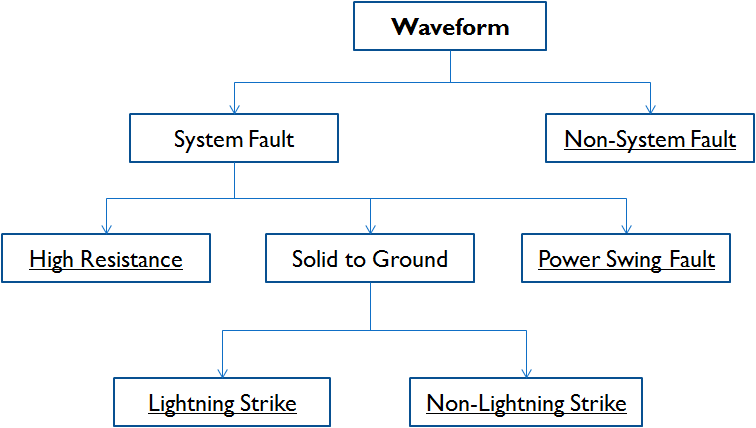 Waveform
System Fault
Non-System Fault
High Resistance
Solid to Ground
Power Swing Fault
Lightning Strike
Non-Lightning Strike